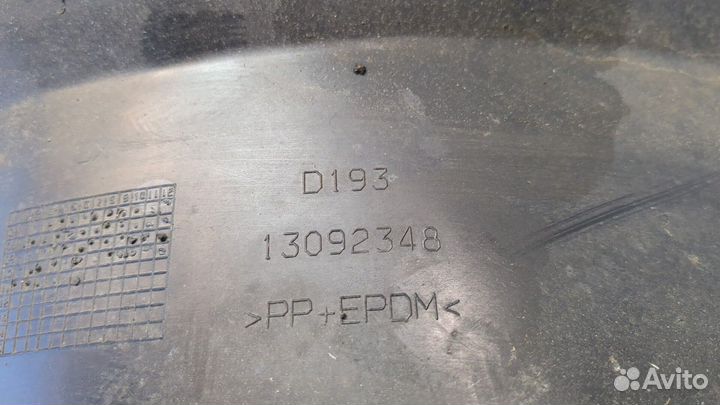 D193
13092348
>PP+EPDM<
Avito